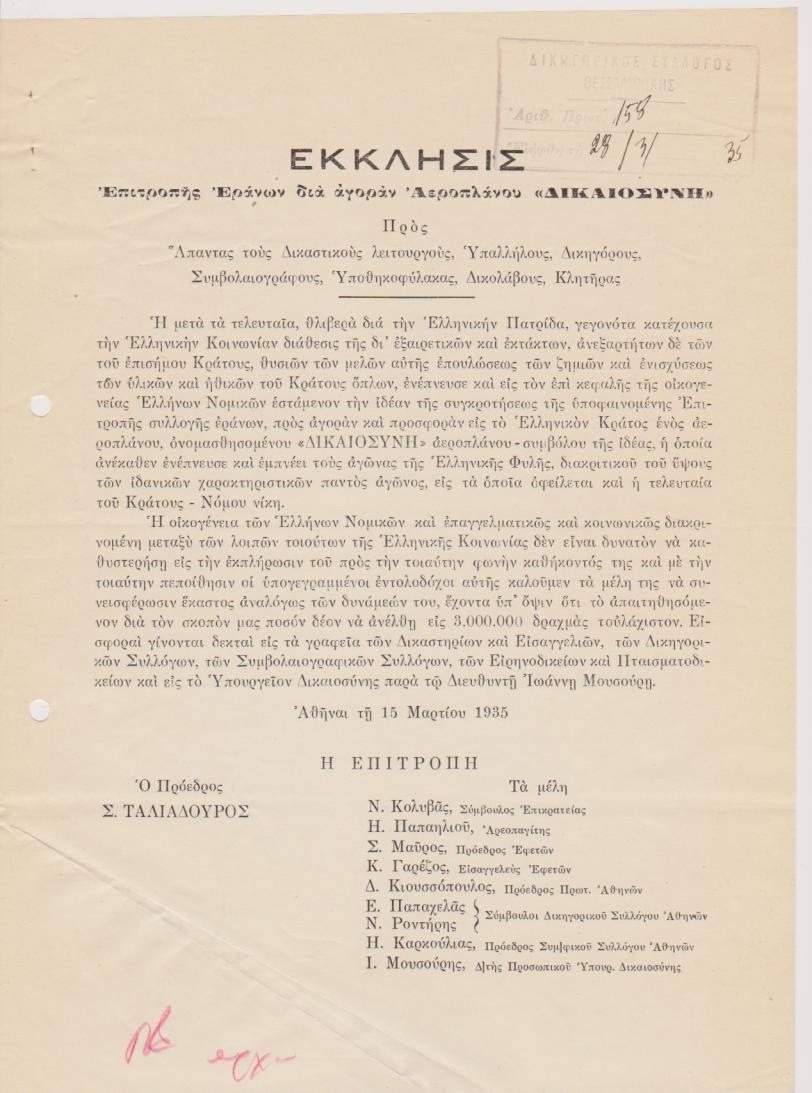 ΔΙΚΗΓΟΡΙΚΟΣ ΣΥΛΛΟΓΟΣ
ΘΕΣΣΑΛΟΝΙΚΗΣ
Ἀριθ. Πρωτ. 158
28/3/ 35
ΕΚΚΛΗΣΙΣ
Ἐπιτροπῆς Ἐράνων διὰ ἀγορὰν Ἀεροπλάνου «ΔΙΚΑΙΟΣΥΝΗ»
Πρὸς
Ἅπαντας τοὺς Δικαστικοὺς λειτουργοὺς, Ὑπαλλήλους, Δικηγόρους,
Συμβολαιογράφους, Ὑποθηκοφύλακας, Δικολάβους, Κλητῆρας
Ἡ μετὰ τὰ τελευταῖα, θλιβερὰ διὰ τὴν Ἑλληνικήν Πατρίδα, γεγονότα κατέχουσα
τὴν Ἑλληνικὴν Κοινωνίαν διάθεσις τῆς δι' ἐξαιρετικῶν καὶ ἐκτάκτων, ἀνεξαρτήτων δὲ τῶν
τοῦ ἐπισήμου Κράτους, θυσιῶν τῶν μελῶν αὐτῆς ἐπουλώσεως τῶν ζημιῶν καὶ ἐνισχύσεως
τῶν ὑλικῶν καὶ ἠθικῶν τοῦ Κράτους ὅπλων, ἐνέπνευσε καὶ εἰς τὸν ἐπὶ κεφαλῆς τῆς οἰκογε-
νείας Ἑλλήνων Νομικῶν ἑστάμενον τὴν ἰδέαν τῆς συγκροτήσεως τῆς ὑποφαινομένης Ἐπι-
τροπῆς συλλογῆς ἐράνων, πρὸς ἀγορὰν καὶ προσφορὰν εἰς τὸ Ἑλληνικὸν Κράτος ἑνὸς ἀε-
ροπλάνου, ὀνομασθησομένου «ΔΙΚΑΙΟΣΥΝΗ» ἀεροπλάνου - συμβόλου τῆς ἰδέας, ἡ ὁποία
ἀνέκαθεν ἐνέπνευσε καὶ ἐμπνέει τοὺς ἀγῶνας τῆς Ἑλληνικῆς Φυλῆς, διακριτικοῦ τοῦ ὕψους
τῶν ἰδανικῶν χαρακτηριστικῶν παντὸς ἀγῶνος, εἰς τὰ ὁποῖα ὀφείλεται καὶ ἡ τελευταία
τοῦ Κράτους - Νόμου νίκη.
Ἡ οἰκογένεια τῶν Ἑλλήνων Νομικῶν καὶ ἐπαγγελματικῶς καὶ κοινωνικῶς διακρι-
νομένη μεταξὺ τῶν λοιπῶν τοιούτων τῆς Ἑλληνικῆς Κοινωνίας δὲν εἶναι δυνατὸν νὰ κα-
θυστερήσῃ εἰς τὴν ἐκπλήρωσιν τοῦ πρὸς τὴν τοιαύτην φωνὴν καθήκοντός της καὶ μὲ τὴν
τοιαύτην πεποίθησιν οἱ ὑπογεγραμμένοι ἐντολοδόχοι αὐτῆς καλοῦμεν τὰ μέλη της νὰ συ-
νεισφέρωσιν ἕκαστος ἀναλόγως τῶν δυνάμεών του, ἔχοντα ὑπ' ὄψιν ὅτι τὸ ἀπαιτηθησόμε-
νον διὰ τὸν σκοπὸν μας ποσὸν δέον νὰ ἀνέλθῃ εἰς 3.000.000 δραχμὰς τοὐλάχιστον. Εἰσ-
φοραὶ γίνονται δεκταὶ εἰς τὰ γραφεῖα τῶν Δικαστηρίων καὶ Εἰσαγγελιῶν, τῶν Δικηγορι-
κῶν Συλλόγων, τῶν Συμβολαιογραφικῶν Συλλόγων, τῶν Εἰρηνοδικείων καὶ Πταισματοδι-
κείων καὶ εἰς τὸ Ὑπουργεῖον Δικαιοσύνης παρὰ τῷ Διευθυντῇ Ἰωάννῃ Μουσούρῃ.
Ἀθῆναι τῇ 15 Μαρτίου 1935
Η ΕΠΙΤΡΟΠΗ
Ὁ Πρόεδρος
Σ. ΤΑΛΙΑΔΟΥΡΟΣ
Τὰ μέλη
Ν. Κολυβᾶς, Σύμβουλος Ἐπικρατείας
Η. Παπαηλιοῦ, Ἀρεοπαγίτης
Σ. Μαῦρος, Πρόεδρος Ἐφετῶν
Κ. Γαρέζος, Εἰσαγγελεὺς Ἐφετῶν
Δ. Κιουσσόπουλος, Πρόεδρος Πρωτ. Ἀθηνῶν
Ε. Παπαχελᾶς
Ν. Ροντήρης } Σύμβουλοι Δικηγορικοῦ Συλλόγου Ἀθηνῶν
Η. Καρκούλιας, Πρόεδρος Συμ)φικοῦ Συλλόγου Ἀθηνῶν
Ι. Μουσούρης, Δ)τὴς Προσωπικοῦ Ὑπουρ. Δικαιοσύνης